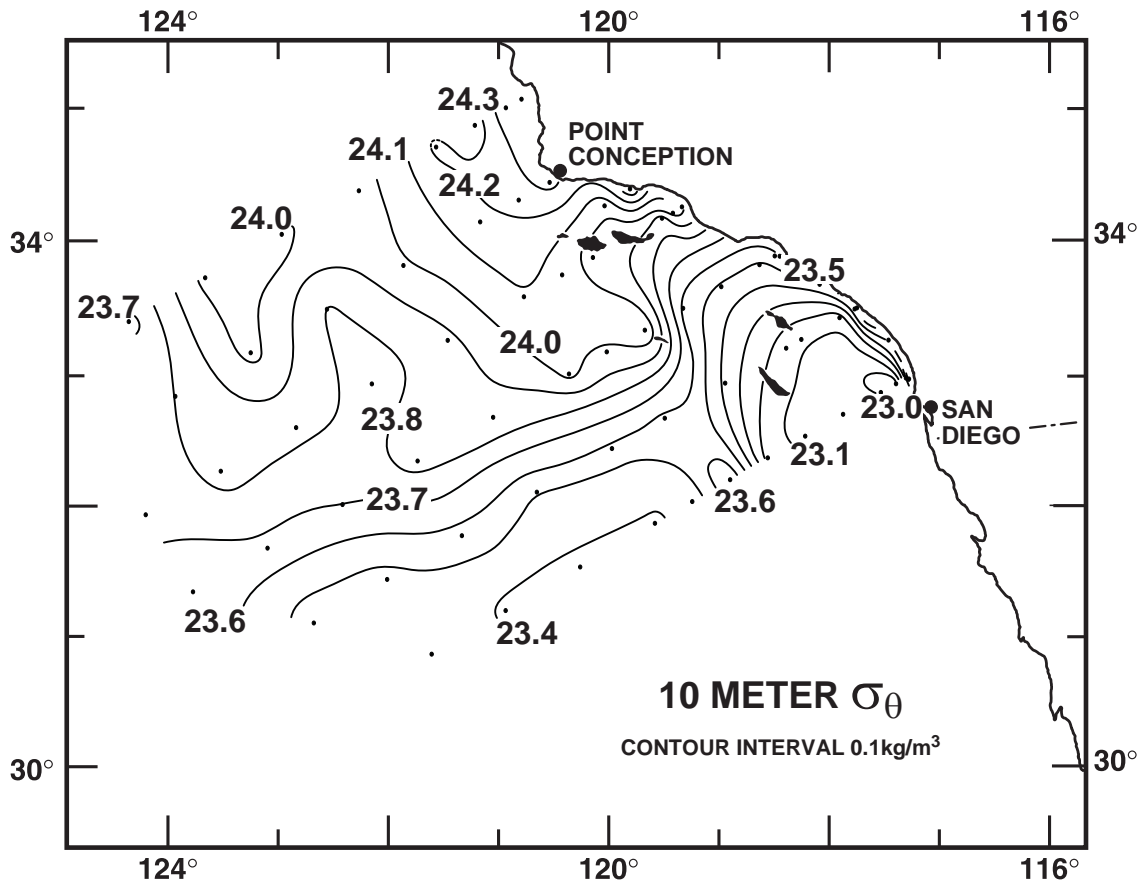 124° 120° 116°
24.3
POINT
CONCEPTION
24.1
24.2
24.0
34° 34°
23.5
23.7
24.0
23.8
23.0
SAN
DIEGO
23.1
23.7
23.6
23.6
23.4
10 METER σθ
CONTOUR INTERVAL 0.1kg/m³
30° 30°
124° 120° 116°